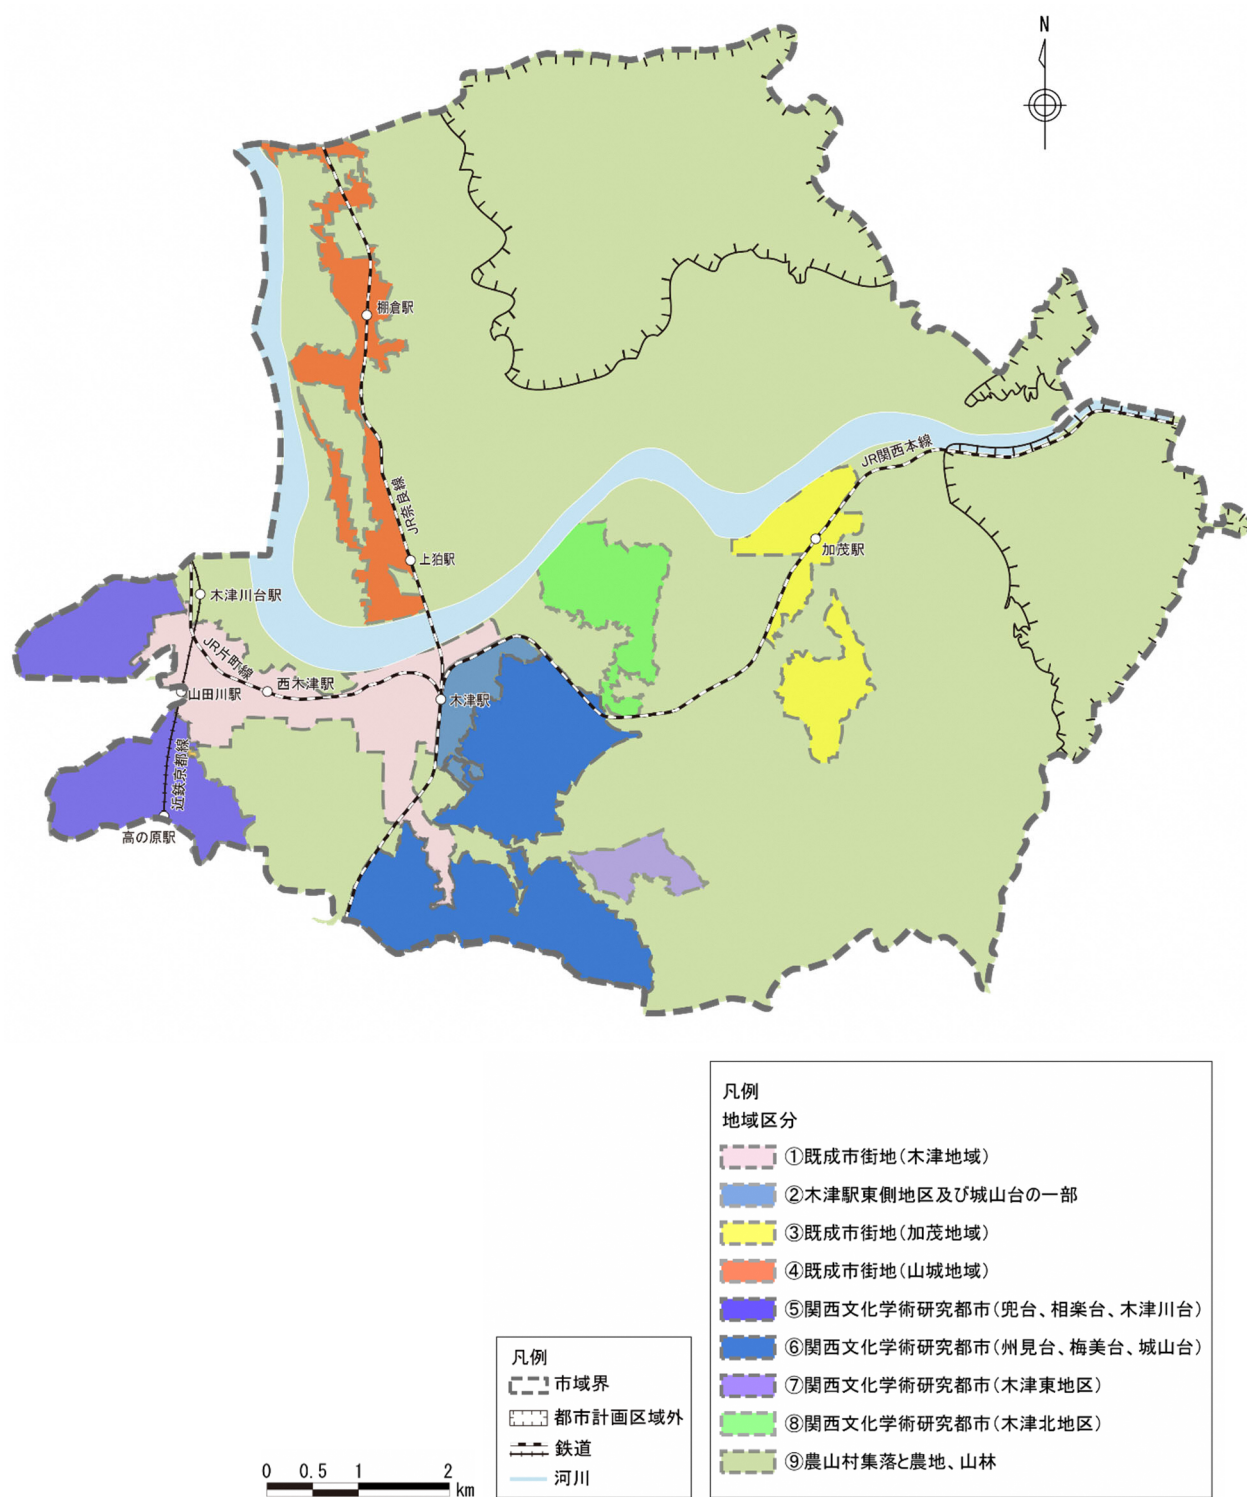 N
棚倉駅
JR奈良線
JR関西本線
加茂駅
上狛駅
木津川台駅
JR片町線
西木津駅
山田川駅
木津駅
近鉄京都線
高の原駅
凡例
地域区分
①既成市街地(木津地域)
②木津駅東側地区及び城山台の一部
③既成市街地(加茂地域)
④既成市街地(山城地域)
⑤関西文化学術研究都市(兜台、相楽台、木津川台)
⑥関西文化学術研究都市(州見台、梅美台、城山台)
⑦関西文化学術研究都市(木津東地区)
⑧関西文化学術研究都市(木津北地区)
⑨農山村集落と農地、山林
凡例
市域界
都市計画区域外
鉄道
河川
0 0.5 1 2
km